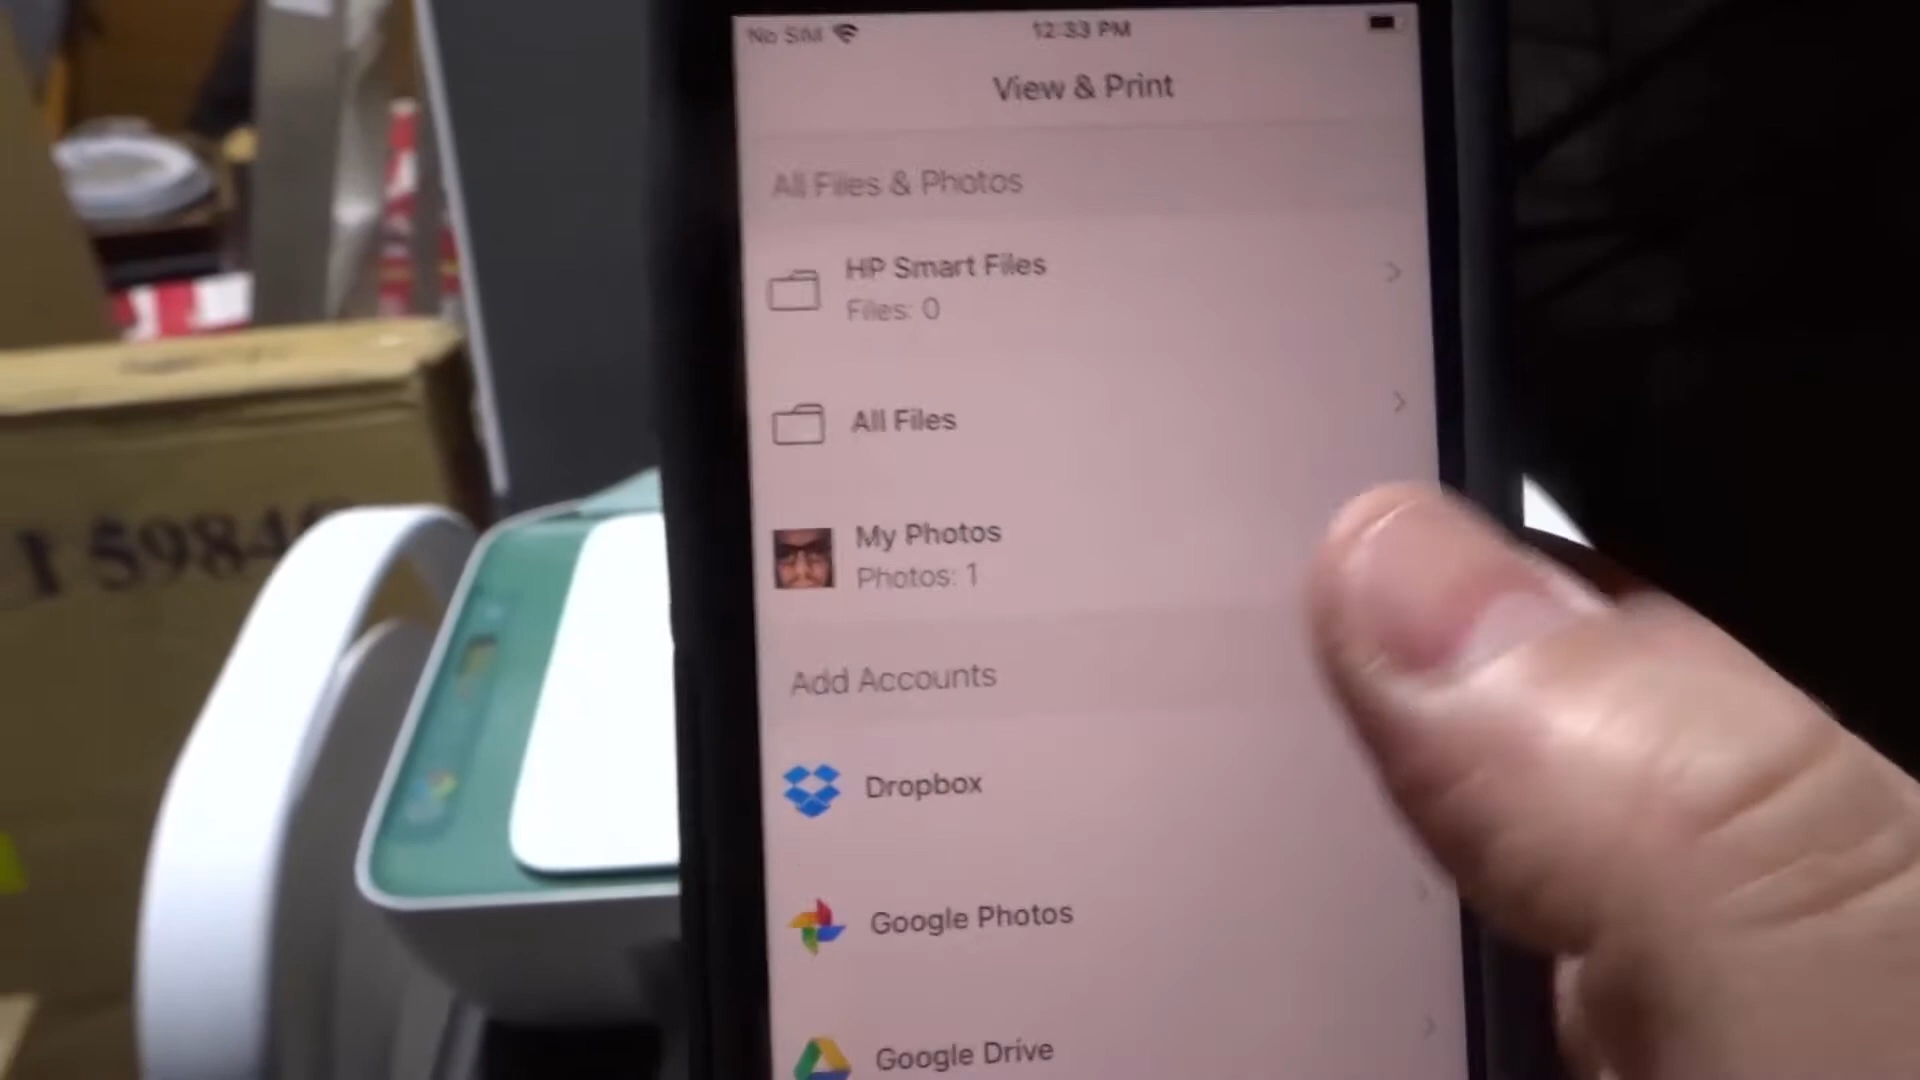 No SIM
12:33 PM
View & Print
All Files & Photos
HP Smart Files
Files: 0
All Files
My Photos
Photos: 1
Add Accounts
Dropbox
Google Photos
Google Drive